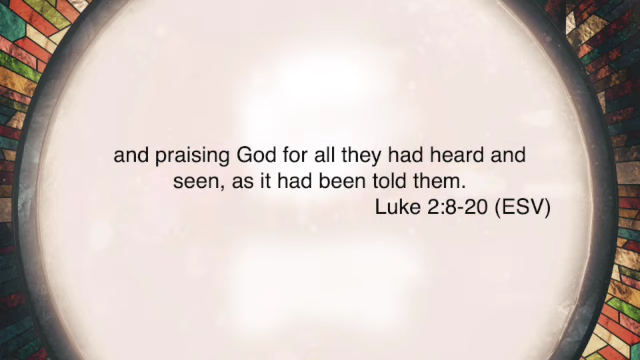 and praising God for all they had heard and
seen, as it had been told them.
Luke 2:8-20 (ESV)